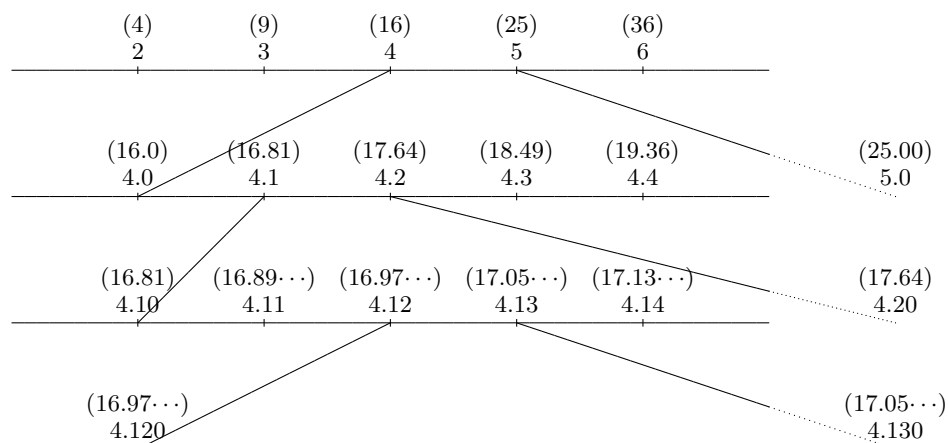 (4) (9) (16) (25) (36)
2 3 4 5 6
(16.0) (16.81) (17.64) (18.49) (19.36) (25.00)
4.0 4.1 4.2 4.3 4.4 5.0
(16.81) (16.89⋯) (16.97⋯) (17.05⋯) (17.13⋯) (17.64)
4.10 4.11 4.12 4.13 4.14 4.20
(16.97⋯) (17.05⋯)
4.120 4.130